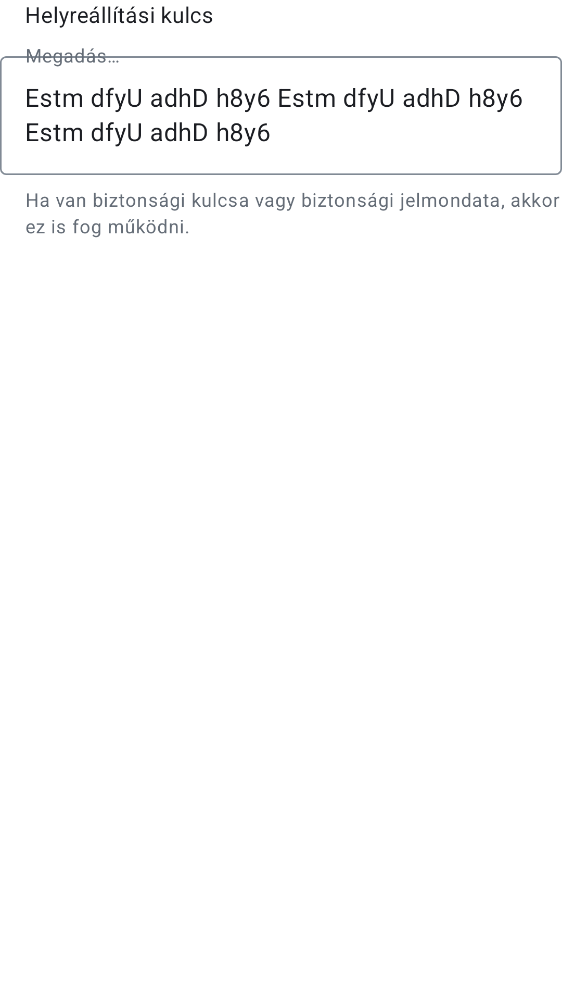 Helyreállítási kulcs
Megadás…
Estm dfyU adhD h8y6 Estm dfyU adhD h8y6
Estm dfyU adhD h8y6
Ha van biztonsági kulcsa vagy biztonsági jelmondata, akkor
ez is fog működni.